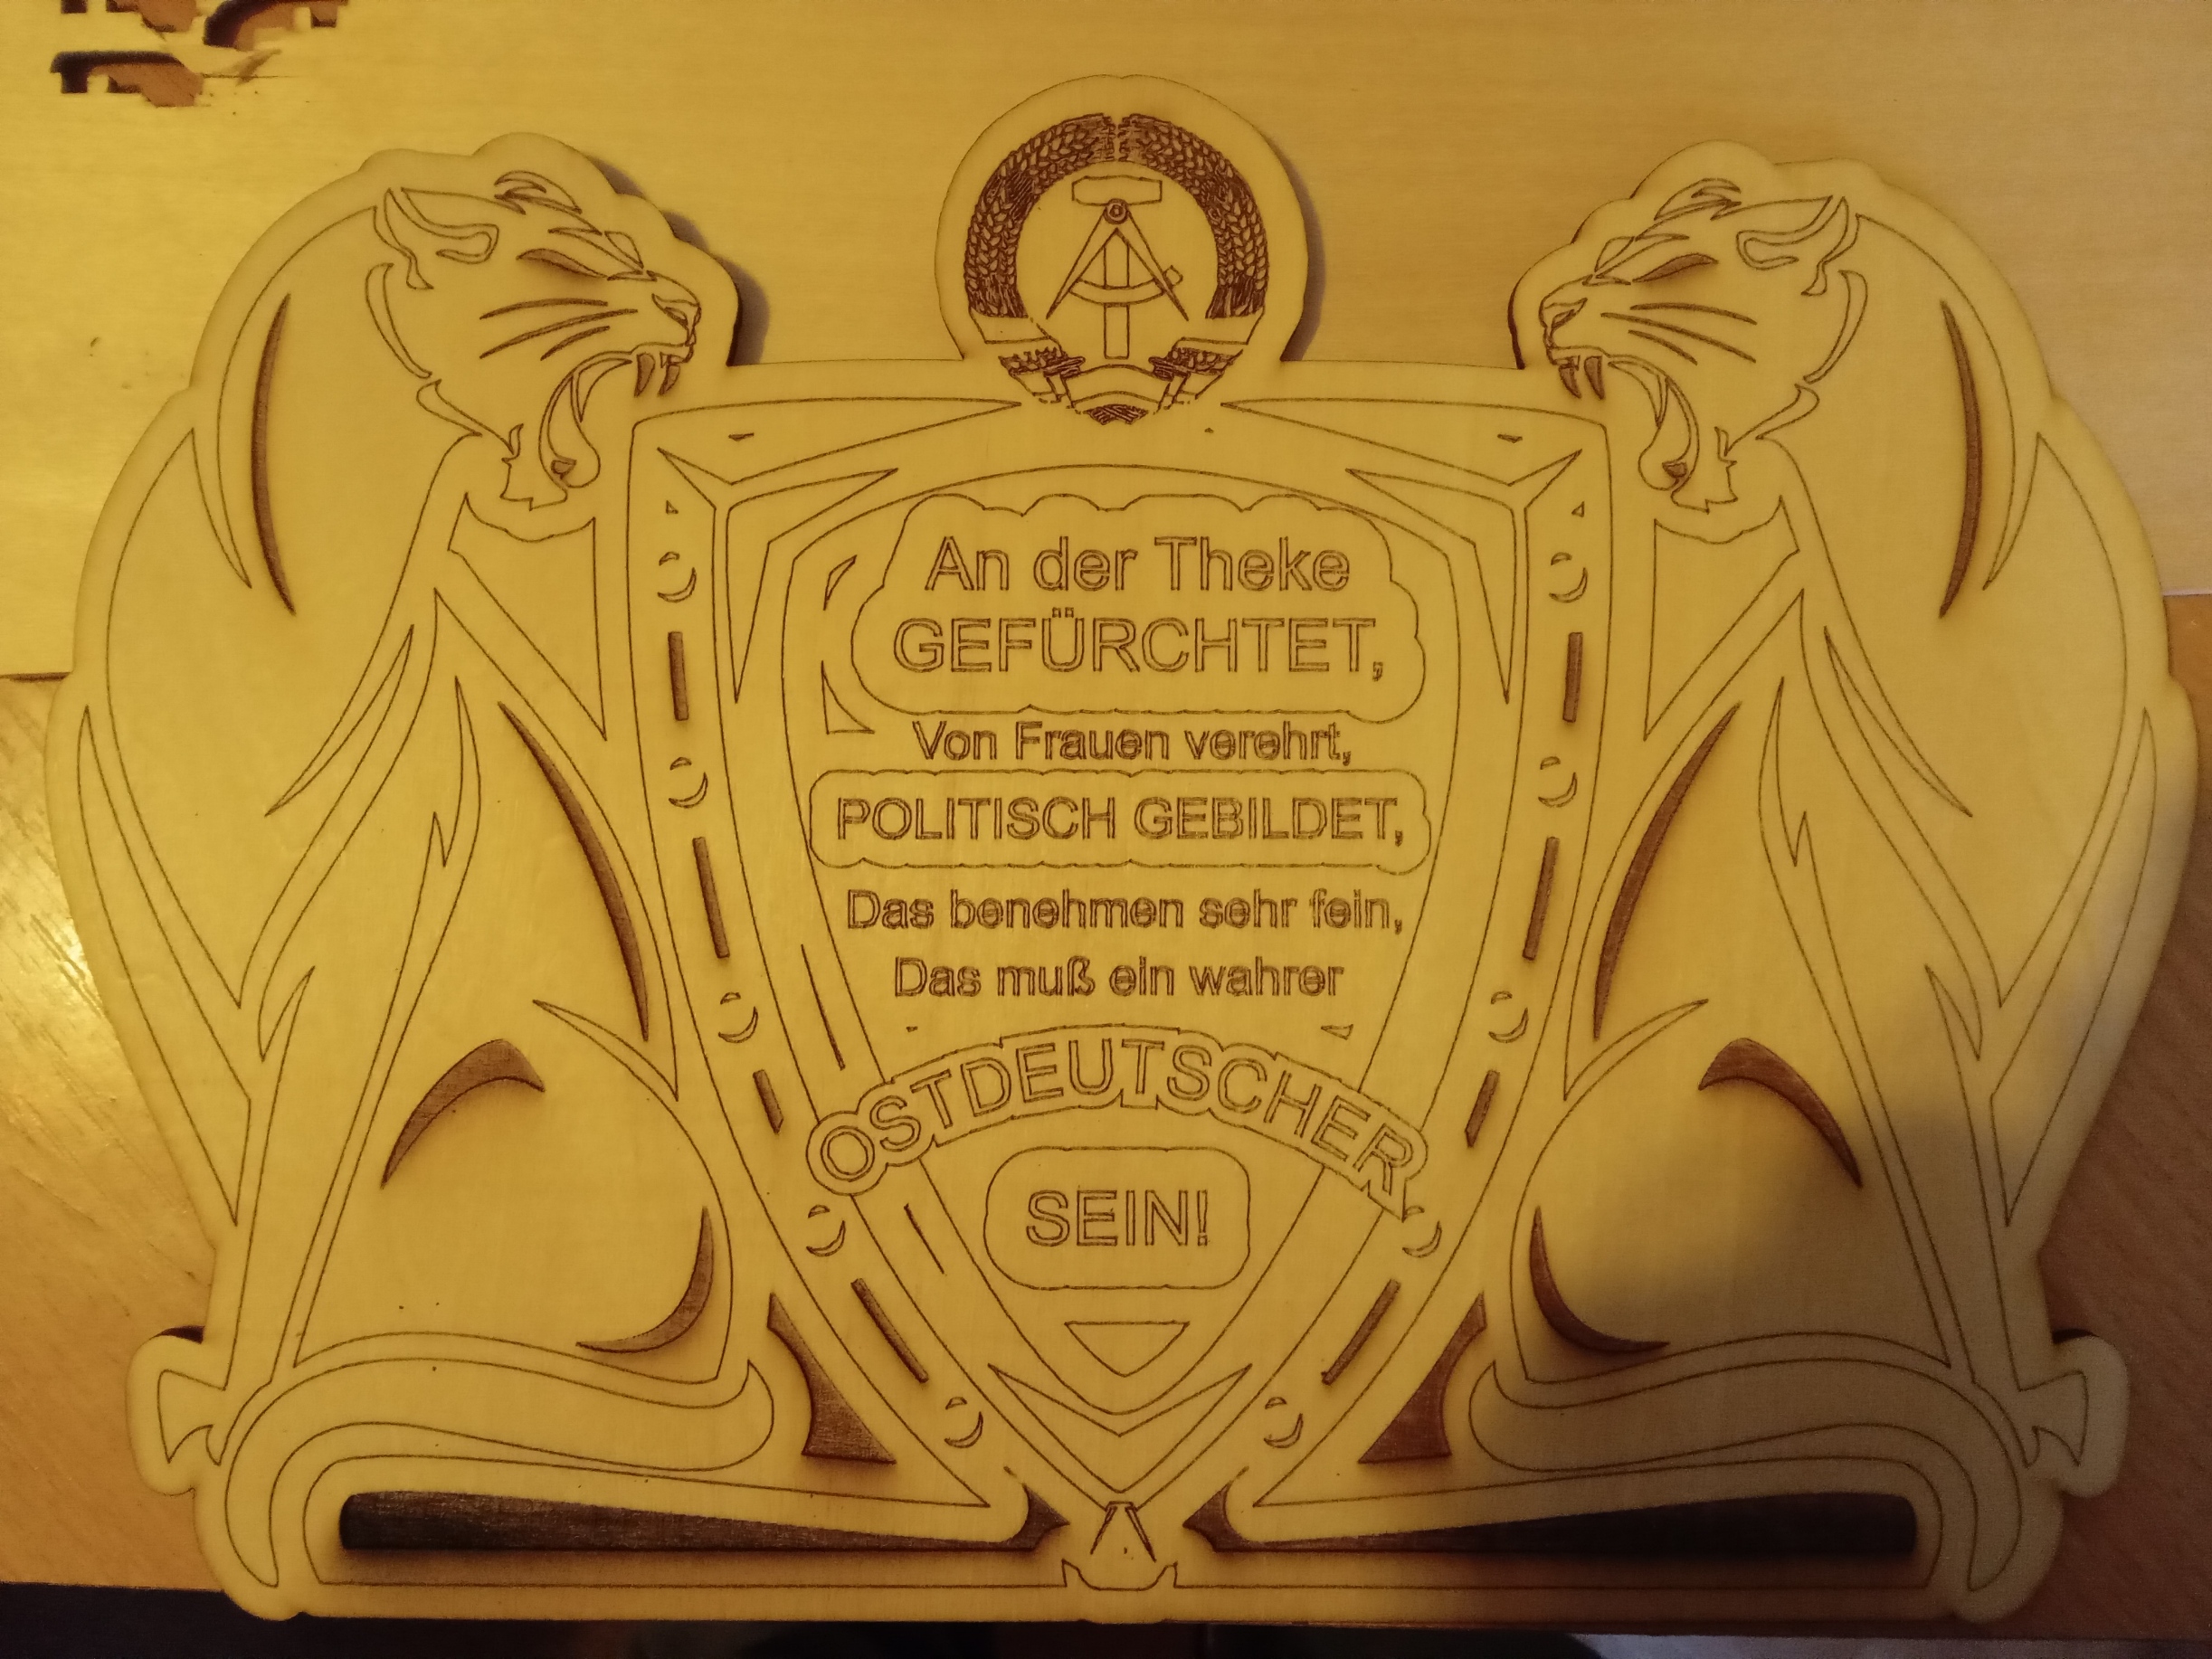 An der Theke
GEFÜRCHTET,
Von Frauen verehrt,
POLITISCH GEBILDET,
Das benehmen sehr fein,
Das muß ein wahrer
OSTDEUTSCHER
SEIN!